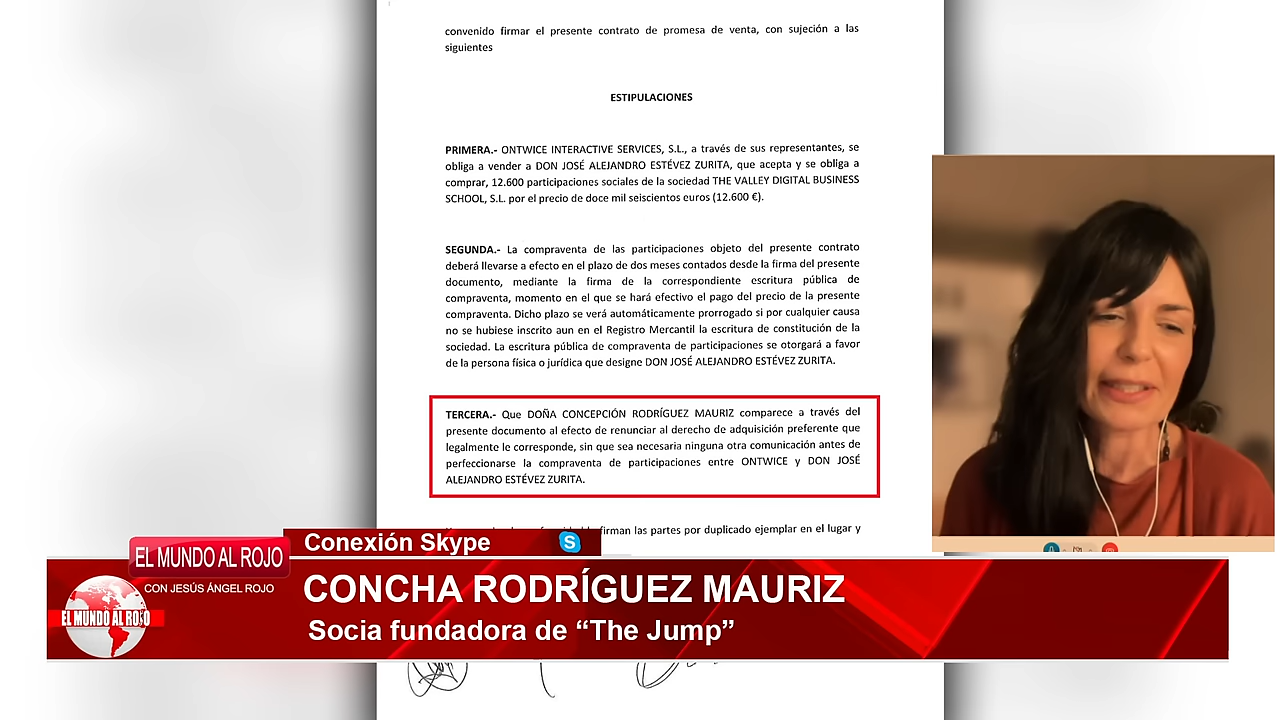 convenido firmar el presente contrato de promesa de venta, con sujeción a las
siguientes
ESTIPULACIONES
PRIMERA.- ONTWICE INTERACTIVE SERVICES, S.L., a través de sus representantes, se
obliga a vender a DON JOSÉ ALEJANDRO ESTÉVEZ ZURITA, que acepta y se obliga a
comprar, 12.600 participaciones sociales de la sociedad THE VALLEY DIGITAL BUSINESS
SCHOOL, S.L. por el precio de doce mil seiscientos euros (12.600 €).
SEGUNDA.- La compraventa de las participaciones objeto del presente contrato
deberá llevarse a efecto en el plazo de dos meses contados desde la firma del presente
documento, mediante la firma de la correspondiente escritura pública de
compraventa, momento en el que se hará efectivo el pago del precio de la presente
compraventa. Dicho plazo se verá automáticamente prorrogado si por cualquier causa
no se hubiese inscrito aun en el Registro Mercantil la escritura de constitución de la
sociedad. La escritura pública de compraventa de participaciones se otorgará a favor
de la persona física o jurídica que designe DON JOSÉ ALEJANDRO ESTÉVEZ ZURITA.
TERCERA.- Que DOÑA CONCEPCIÓN RODRÍGUEZ MAURIZ comparece a través del
presente documento al efecto de renunciar al derecho de adquisición preferente que
legalmente le corresponde, sin que sea necesaria ninguna otra comunicación antes de
perfeccionarse la compraventa de participaciones entre ONTWICE y DON JOSÉ
ALEJANDRO ESTÉVEZ ZURITA.
firman las partes por duplicado ejemplar en el lugar y
Conexión Skype
EL MUNDO AL ROJO
CON JESÚS ÁNGEL ROJO
EL MUNDO AL ROJO
CONCHA RODRÍGUEZ MAURIZ
Socia fundadora de “The Jump”